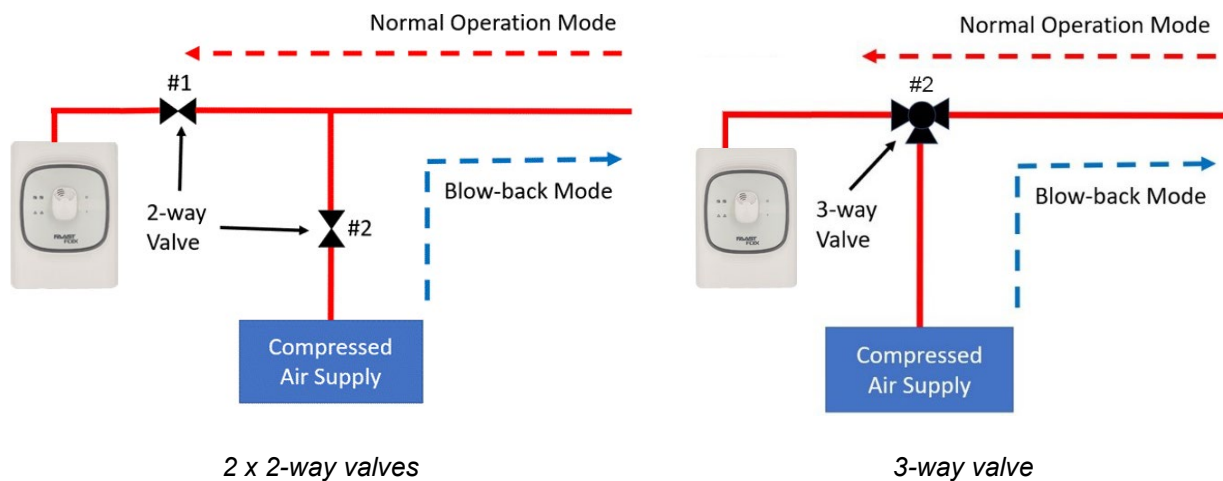 Normal Operation Mode
#1
2-way
Valve
#2
Blow-back Mode
Compressed
Air Supply
2 x 2-way valves
Normal Operation Mode
#2
3-way
Valve
Blow-back Mode
Compressed
Air Supply
3-way valve